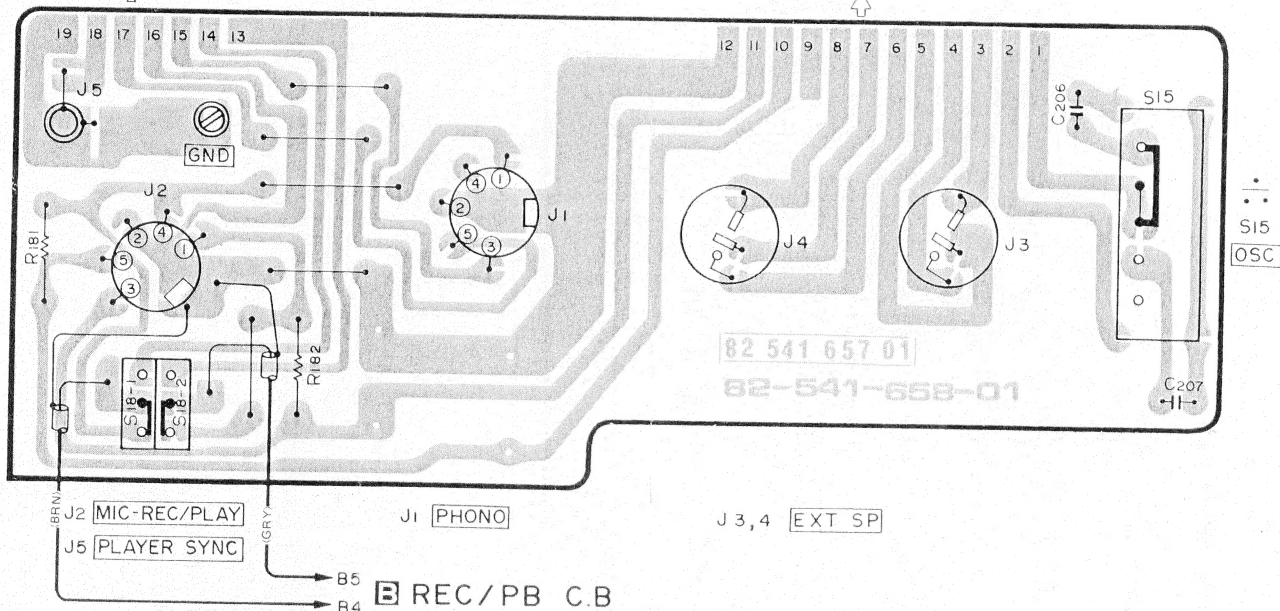 19 18 17 16 15 14 13
12 11 10 9 8 7 6 5 4 3 2 1
J5
C206
S15
GND
J2
4
1
2
5
3
J1
2
4
1
5
3
R181
J4
J3
S15
OSC
82 541 657 01
82-541-658-01
R182
S18-1
S18-2
C207
(BRN)
(GRY)
J2 MIC-REC/PLAY
J5 PLAYER SYNC
J1 PHONO
J3,4 EXT SP
B5
B4
B REC/PB C.B